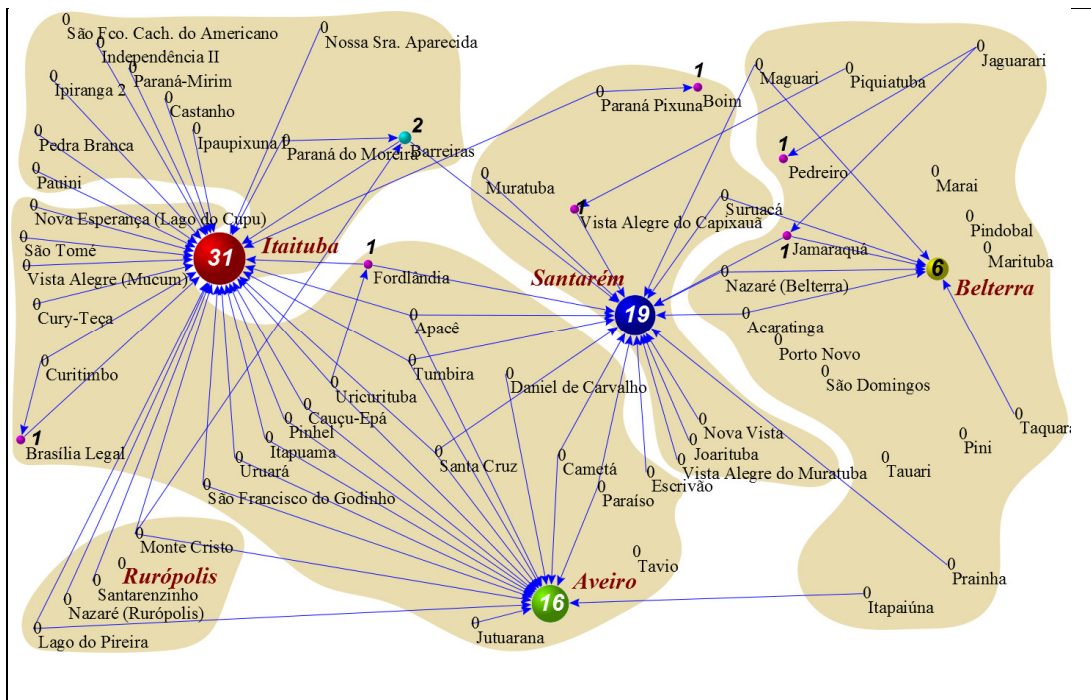 0
São Fco. Cach. do Americano
0
Independência II
0
Paraná-Mirim
0
Ipiranga 2
0
Castanho
0
Ipaupixuna
0
Nossa Sra. Aparecida
0
Paraná do Moreira
2
Barreiras
0
Pedra Branca
0
Pauini
0
Nova Esperança (Lago do Cupu)
0
São Tomé
0
Vista Alegre (Mucum)
0
Cury-Teça
0
Curitimbo
1
Brasília Legal
31
Itaituba
1
Fordlândia
0
Apacê
0
Tumbira
0
Uricurituba
0
Cauçu-Epá
0
Pinhel
0
Itapuama
0
Uruará
0
São Francisco do Godinho
0
Monte Cristo
0
Rurópolis
0
Santarenzinho
0
Nazaré (Rurópolis)
0
Lago do Pireira
0
Paraná Pixuna
1
Boim
0
Muratuba
1
Vista Alegre do Capixauã
Santarém
19
0
Daniel de Carvalho
0
Santa Cruz
0
Cametá
0
Paraíso
0
Escrivão
0
Nova Vista
0
Joarituba
0
Vista Alegre do Muratuba
0
Tavio
Aveiro
16
0
Jutuarana
0
Maguari
0
Piquiatuba
0
Jaguarari
1
Pedreiro
0
Marai
0
Suruacá
0
Pindobal
1
Jamaraquâ
0
Marituba
0
Nazaré (Belterra)
6
Belterra
0
Acaratinga
0
Porto Novo
0
São Domingos
0
Taquara
0
Pini
0
Tauari
0
Prainha
0
Itapaiúna